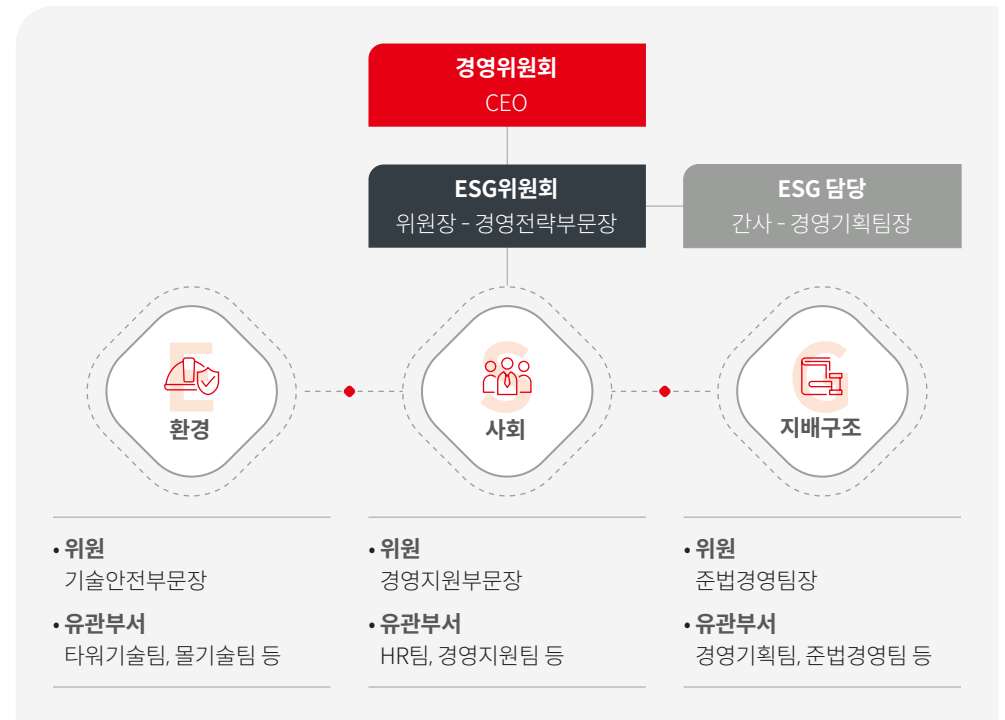 경영위원회
CEO
ESG위원회
위원장 - 경영전략부문장
ESG 담당
간사 - 경영기획팀장
E
환경
S
사회
G
지배구조
• 위원
기술안전부문장
• 유관부서
타워기술팀, 몰기술팀 등
• 위원
경영지원부문장
• 유관부서
HR팀, 경영지원팀 등
• 위원
준법경영팀장
• 유관부서
경영기획팀, 준법경영팀 등